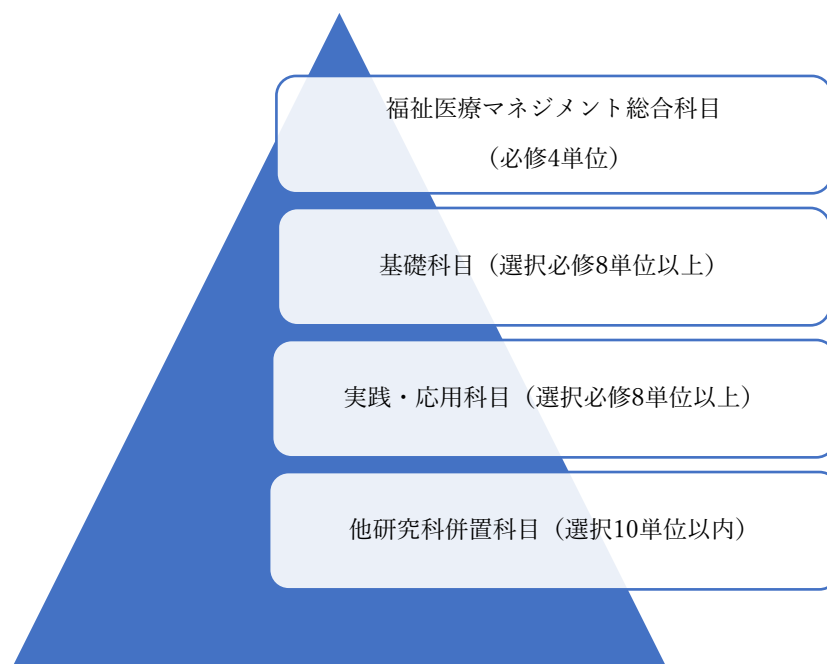 福祉医療マネジメント総合科目
（必修4単位）
基礎科目（選択必修8単位以上）
実践・応用科目（選択必修8単位以上）
他研究科併置科目（選択10単位以内）